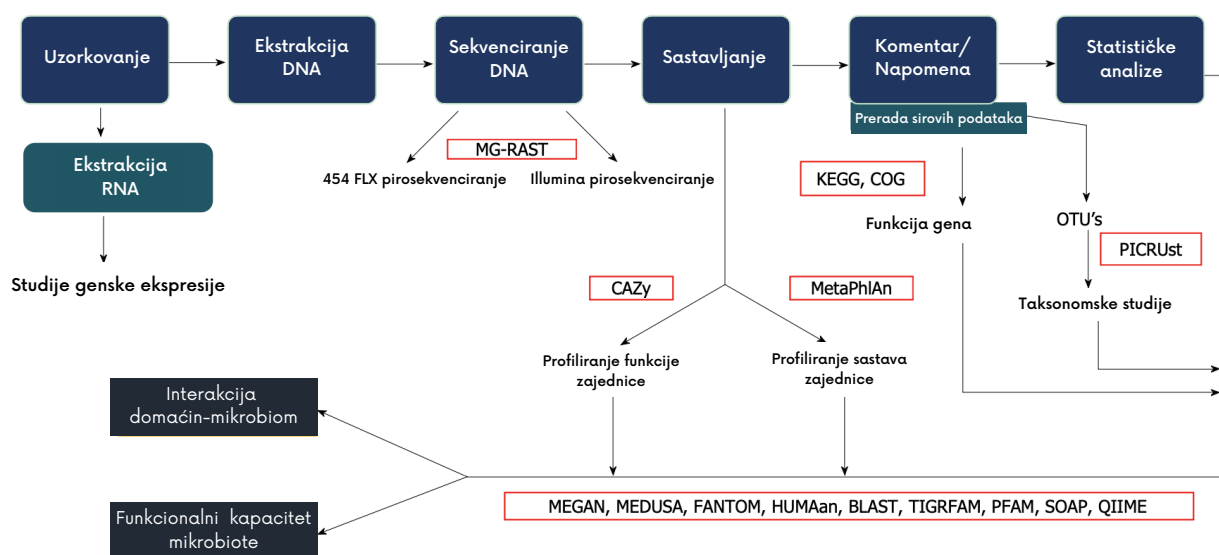 Uzorkovanje
Ekstrakcija
DNA
Sekvenciranje
DNA
Sastavljanje
Komentar/
Napomena
Statističke
analize
Prerada sirovih podataka
Ekstrakcija
RNA
MG-RAST
454 FLX pirosekvenciranje
Illumina pirosekvenciranje
KEGG, COG
Funkcija gena
OTU's
PICRUst
Studije genske ekspresije
CAZy
MetaPhlAn
Taksonomske studije
Profiliranje funkcije
zajednice
Profiliranje sastava
zajednice
Interakcija
domaćin-mikrobiom
MEGAN, MEDUSA, FANTOM, HUMAan, BLAST, TIGRFAM, PFAM, SOAP, QIIME
Funkcionalni kapacitet
mikrobiote